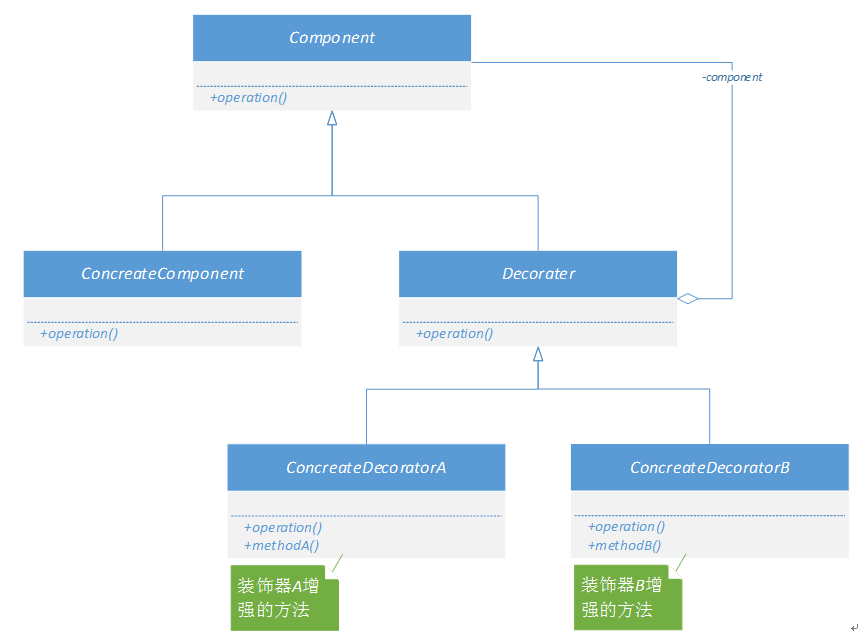 Component
+operation()
-component
ConcreateComponent
+operation()
Decorater
+operation()
ConcreateDecoratorA
+operation()
+methodA()
装饰器A增
强的方法
ConcreateDecoratorB
+operation()
+methodB()
装饰器B增
强的方法